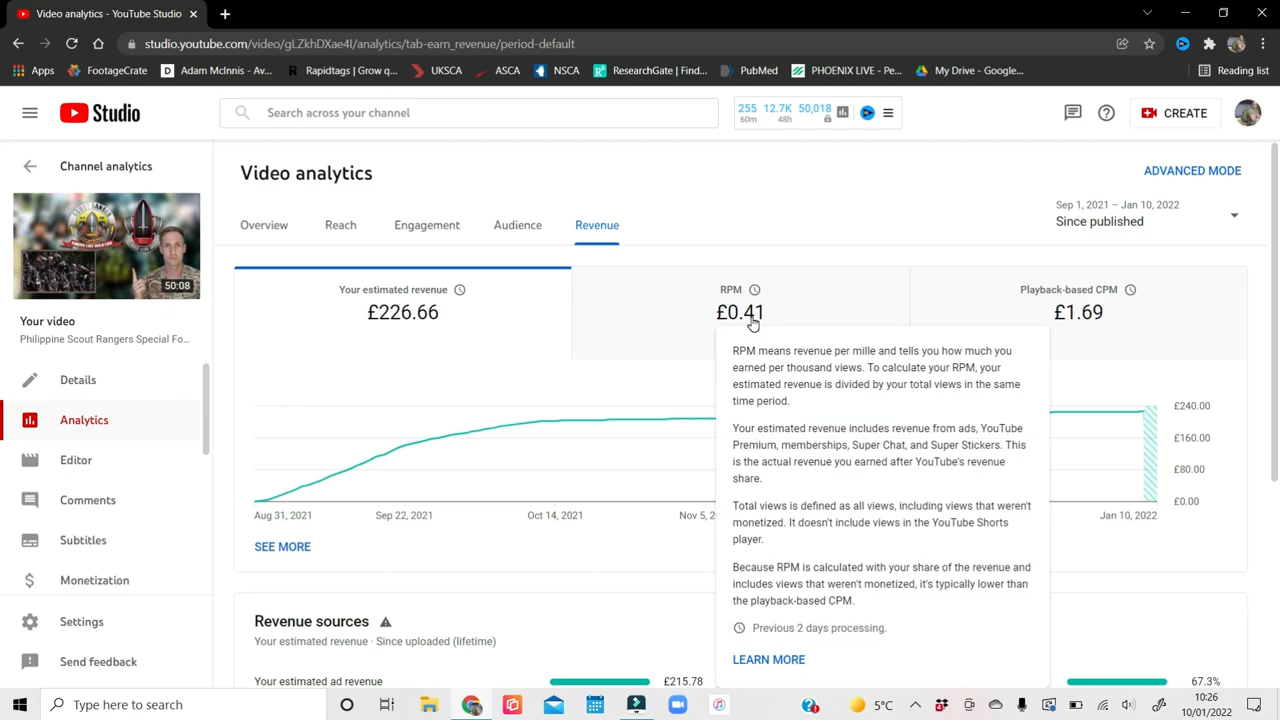 Video analytics - YouTube Studio
studio.youtube.com/video/gLZkhDXae4I/analytics/tab-earn_revenue/period-default
Apps
FootageCrate
Adam McInnis - Av...
Rapidtags | Grow q...
UKSCA
ASCA
NSCA
ResearchGate | Find...
PubMed
PHOENIX LIVE - Pe...
My Drive - Google...
Reading list
Studio
Search across your channel
255 12.7K 50,018
60m 48h
CREATE
Channel analytics
50:08
Your video
Philippine Scout Rangers Special Fo...
Details
Analytics
Editor
Comments
Subtitles
Monetization
Settings
Send feedback
Video analytics
ADVANCED MODE
Sep 1, 2021 – Jan 10, 2022
Since published
Overview
Reach
Engagement
Audience
Revenue
Your estimated revenue
£226.66
RPM
£0.41
Playback-based CPM
£1.69
RPM means revenue per mille and tells you how much you
earned per thousand views. To calculate your RPM, your
estimated revenue is divided by your total views in the same
time period.
Your estimated revenue includes revenue from ads, YouTube
Premium, memberships, Super Chat, and Super Stickers. This
is the actual revenue you earned after YouTube's revenue
share.
Total views is defined as all views, including views that weren't
monetized. It doesn't include views in the YouTube Shorts
player.
Because RPM is calculated with your share of the revenue and
includes views that weren't monetized, it's typically lower than
the playback-based CPM.
Previous 2 days processing.
LEARN MORE
£240.00
£160.00
£80.00
£0.00
Aug 31, 2021
Sep 22, 2021
Oct 14, 2021
Nov 5, 2
Jan 10, 2022
SEE MORE
Revenue sources
Your estimated revenue · Since uploaded (lifetime)
Your estimated ad revenue
£215.78
67.3%
Type here to search
5°C
10:26
10/01/2022